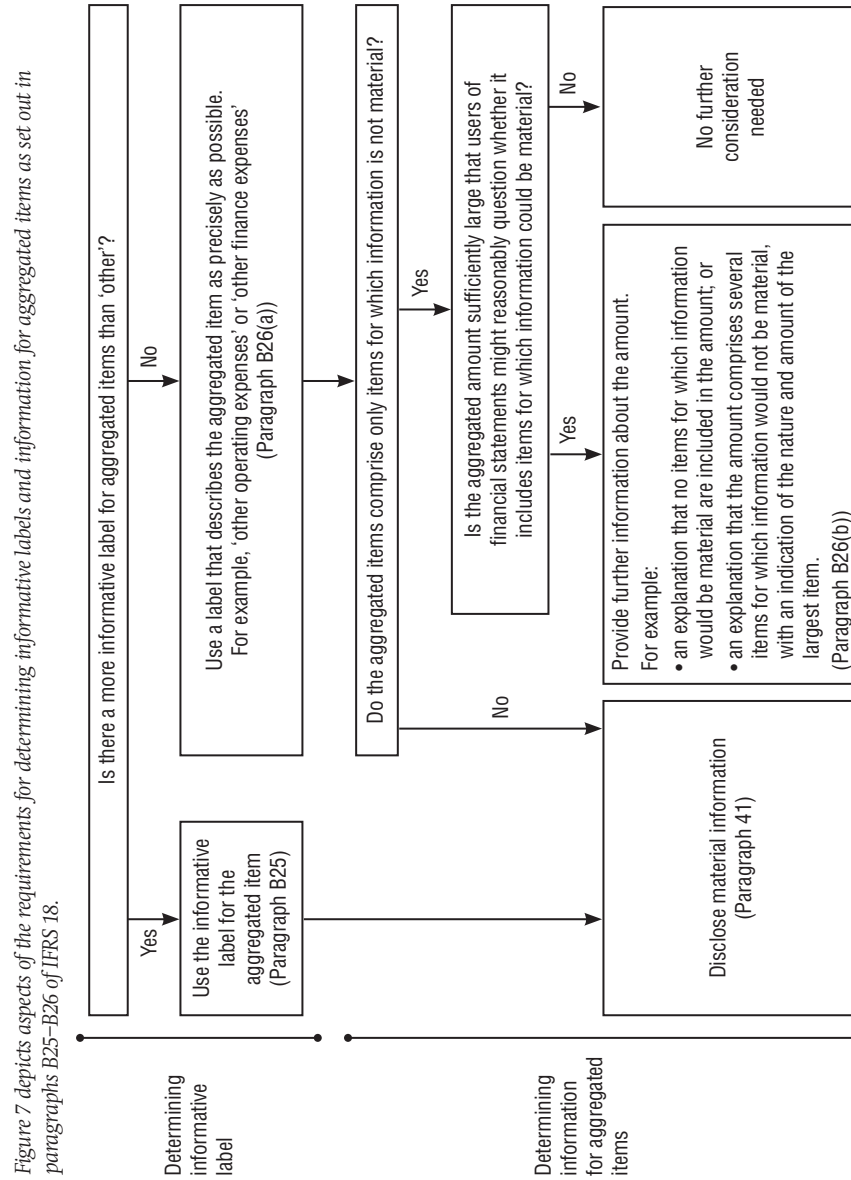 Figure 7 depicts aspects of the requirements for determining informative labels and information for aggregated items as set out in
paragraphs B25–B26 of IFRS 18.
Determining
informative
label
Is there a more informative label for aggregated items than ‘other’?
Yes
No
Use the informative
label for the
aggregated item
(Paragraph B25)
Use a label that describes the aggregated item as precisely as possible.
For example, ‘other operating expenses’ or ‘other finance expenses’
(Paragraph B26(a))
Determining
information
for aggregated
items
Do the aggregated items comprise only items for which information is not material?
No
Yes
Is the aggregated amount sufficiently large that users of
financial statements might reasonably question whether it
includes items for which information could be material?
Yes
No
Disclose material information
(Paragraph 41)
Provide further information about the amount.
For example:
• an explanation that no items for which information
would be material are included in the amount; or
• an explanation that the amount comprises several
items for which information would not be material,
with an indication of the nature and amount of the
largest item.
(Paragraph B26(b))
No further
consideration
needed